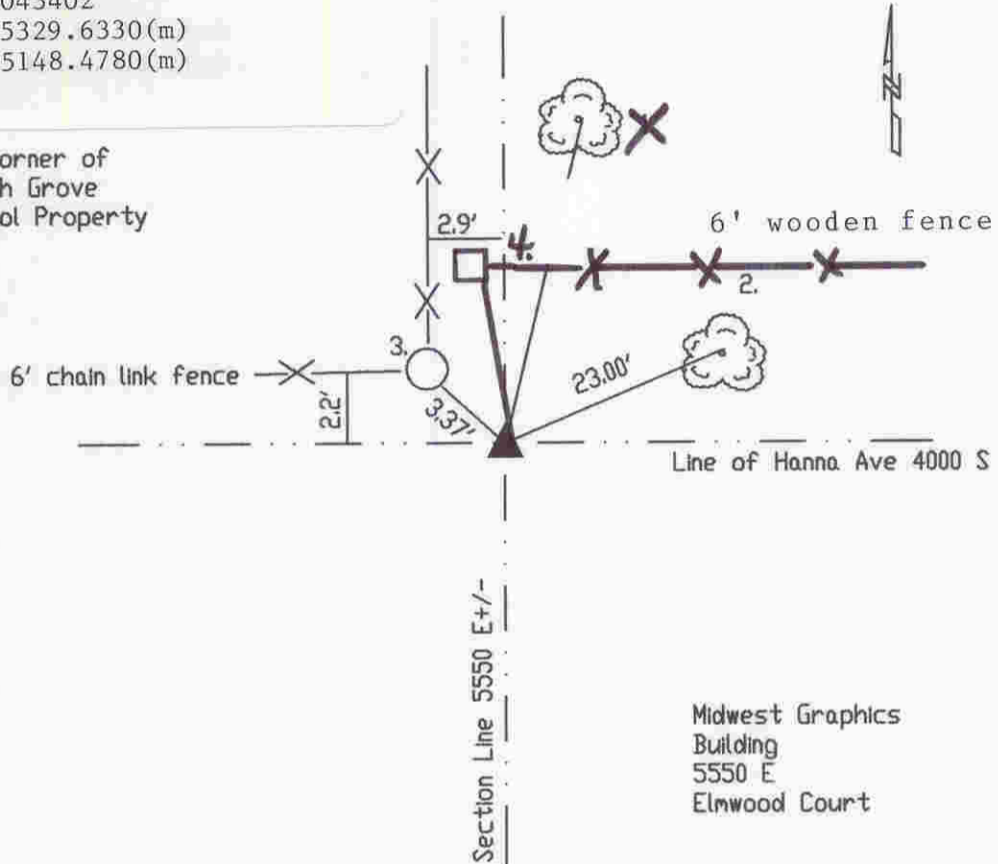 5329.6330(m)
5148.4780(m)
orner of
h Grove
ol Property
N
2.9'
4.
6' wooden fence
2.
3.
6' chain link fence
2.2'
3.37'
23.00'
Line of Hanna Ave 4000 S
Section Line 5550 E+/-
Midwest Graphics
Building
5550 E
Elmwood Court